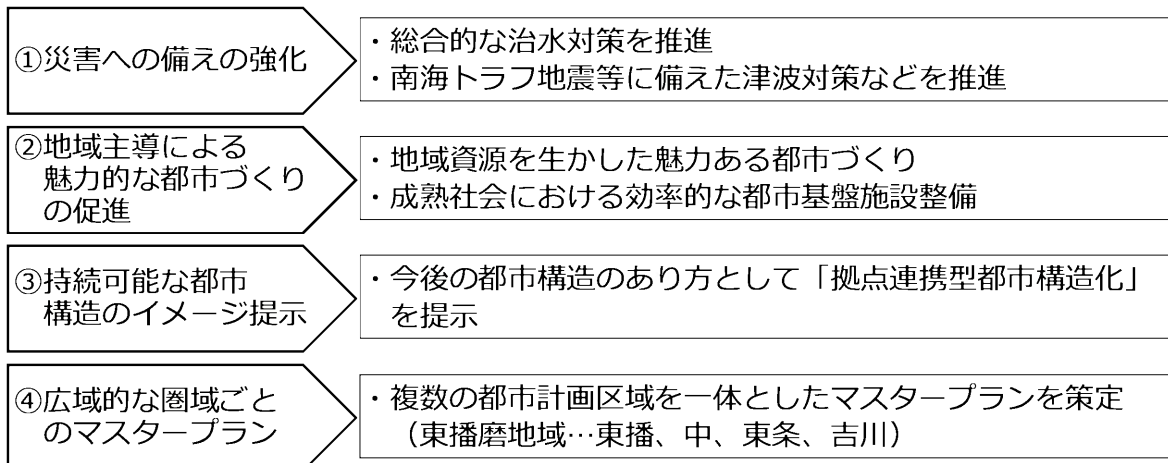 ①災害への備えの強化
・総合的な治水対策を推進
・南海トラフ地震等に備えた津波対策などを推進
②地域主導による
魅力的な都市づくり
の促進
・地域資源を生かした魅力ある都市づくり
・成熟社会における効率的な都市基盤施設整備
③持続可能な都市
構造のイメージ提示
・今後の都市構造のあり方として「拠点連携型都市構造化」
を提示
④広域的な圏域ごと
のマスタープラン
・複数の都市計画区域を一体としたマスタープランを策定
（東播磨地域…東播、中、東条、吉川）